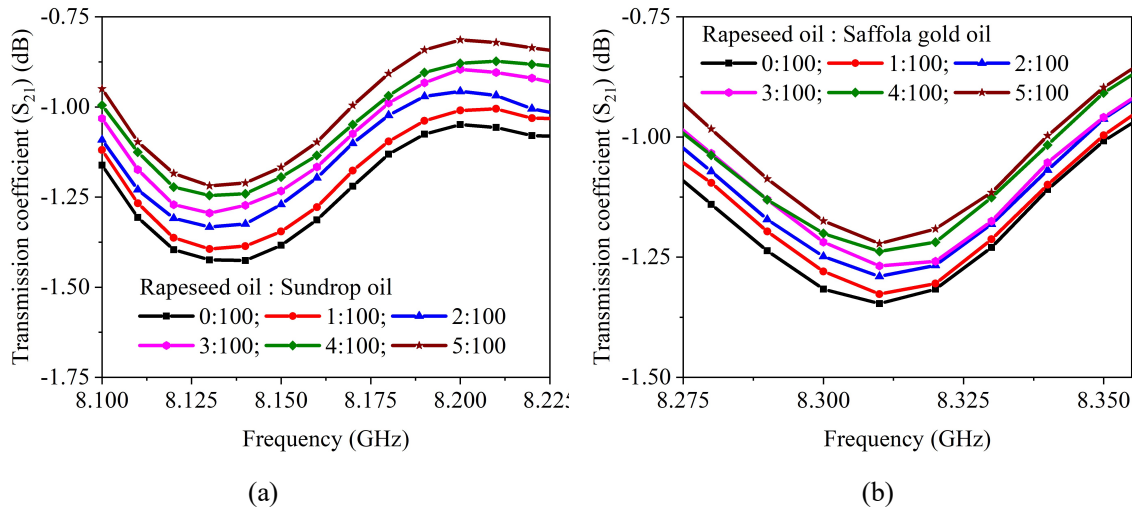 -0.75
-1.00
-1.25
-1.50
-1.75
Transmission coefficient (S21) (dB)
Rapeseed oil : Sundrop oil
0:100; 1:100; 2:100
3:100; 4:100; 5:100
8.100 8.125 8.150 8.175 8.200 8.225
Frequency (GHz)
(a)
-0.75
-1.00
-1.25
-1.50
Transmission coefficient (S21) (dB)
Rapeseed oil : Saffola gold oil
0:100; 1:100; 2:100
3:100; 4:100; 5:100
8.275 8.300 8.325 8.350
Frequency (GHz)
(b)